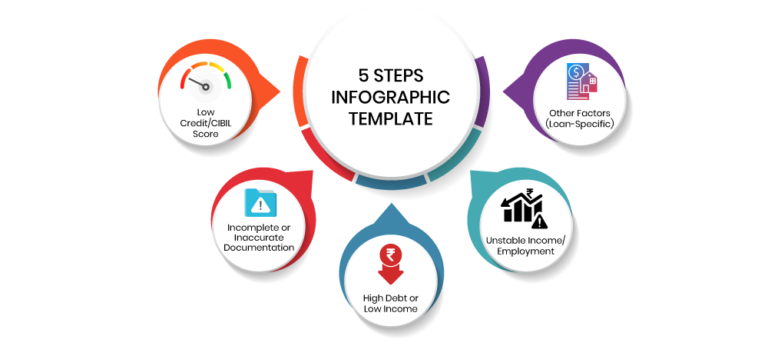 5 STEPS
INFOGRAPHIC
TEMPLATE
Low
Credit/CIBIL
Score
Incomplete or
Inaccurate
Documentation
₹
High Debt or
Low Income
₹
Unstable Income/
Employment
$
Other Factors
(Loan-Specific)